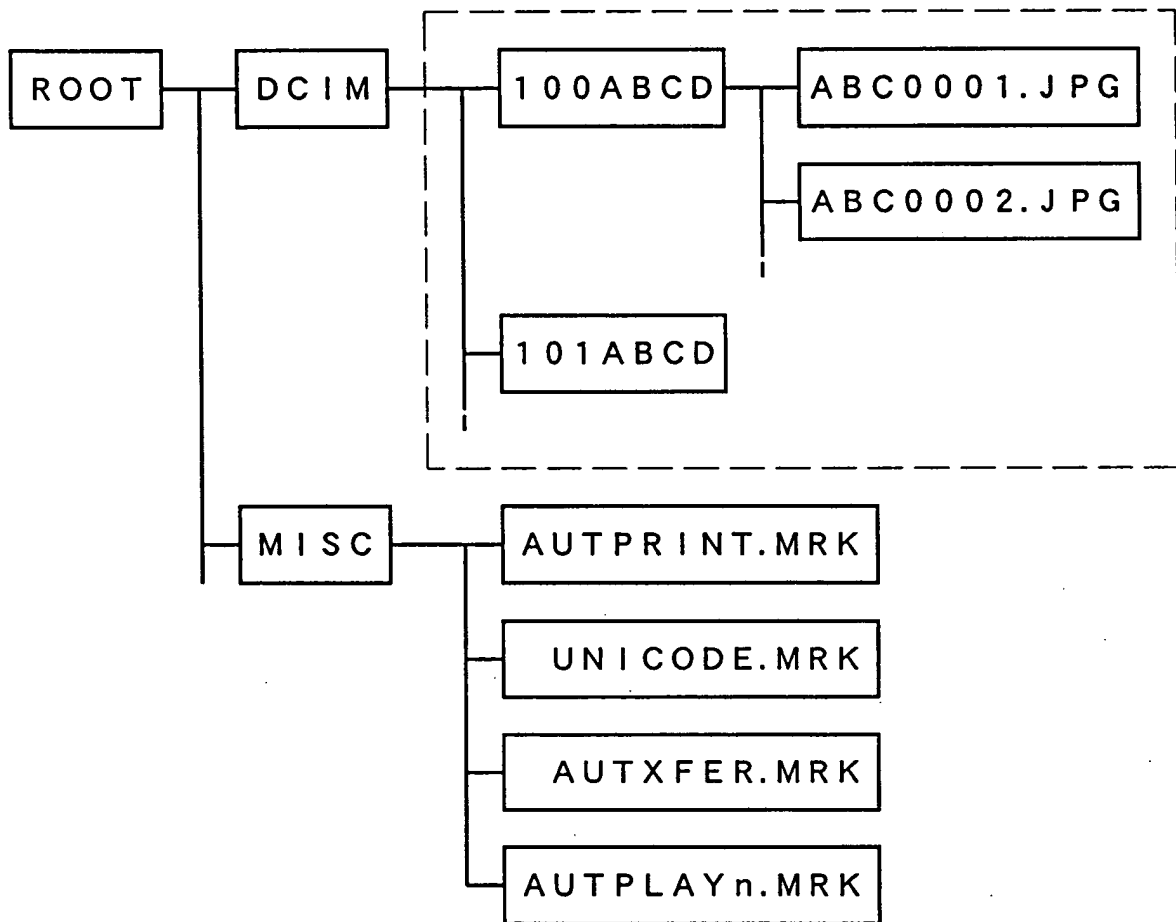 ROOT
DCIM
100ABCD
ABC0001.JPG
ABC0002.JPG
101ABCD
MISC
AUTPRINT.MRK
UNICODE.MRK
AUTXFER.MRK
AUTPLAYn.MRK